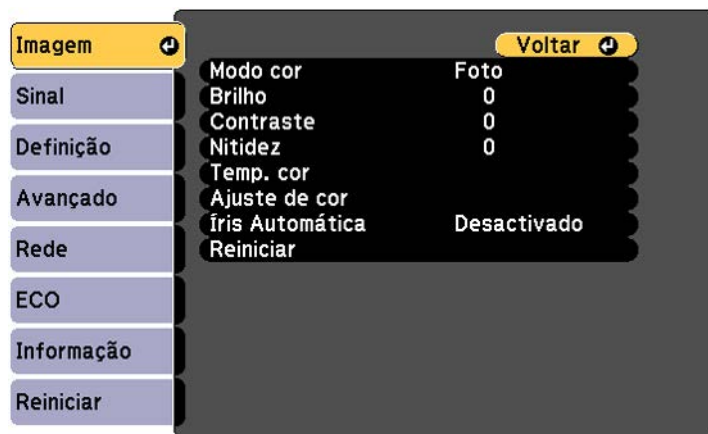 Imagem
Sinal
Definição
Avançado
Rede
ECO
Informação
Reiniciar
Voltar
Modo cor Foto
Brilho 0
Contraste 0
Nitidez 0
Temp. cor
Ajuste de cor
Íris Automática Desactivado
Reiniciar